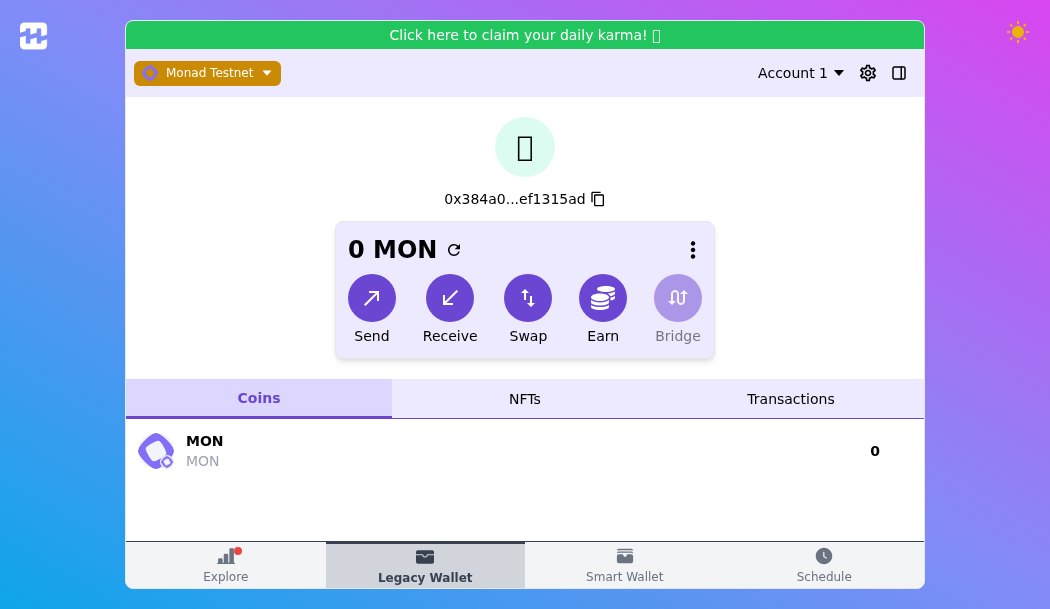 Click here to claim your daily karma!
Monad Testnet
Account 1
0x384a0...ef1315ad
0 MON
Send
Receive
Swap
Earn
Bridge
Coins
NFTs
Transactions
MON
MON
0
Explore
Legacy Wallet
Smart Wallet
Schedule